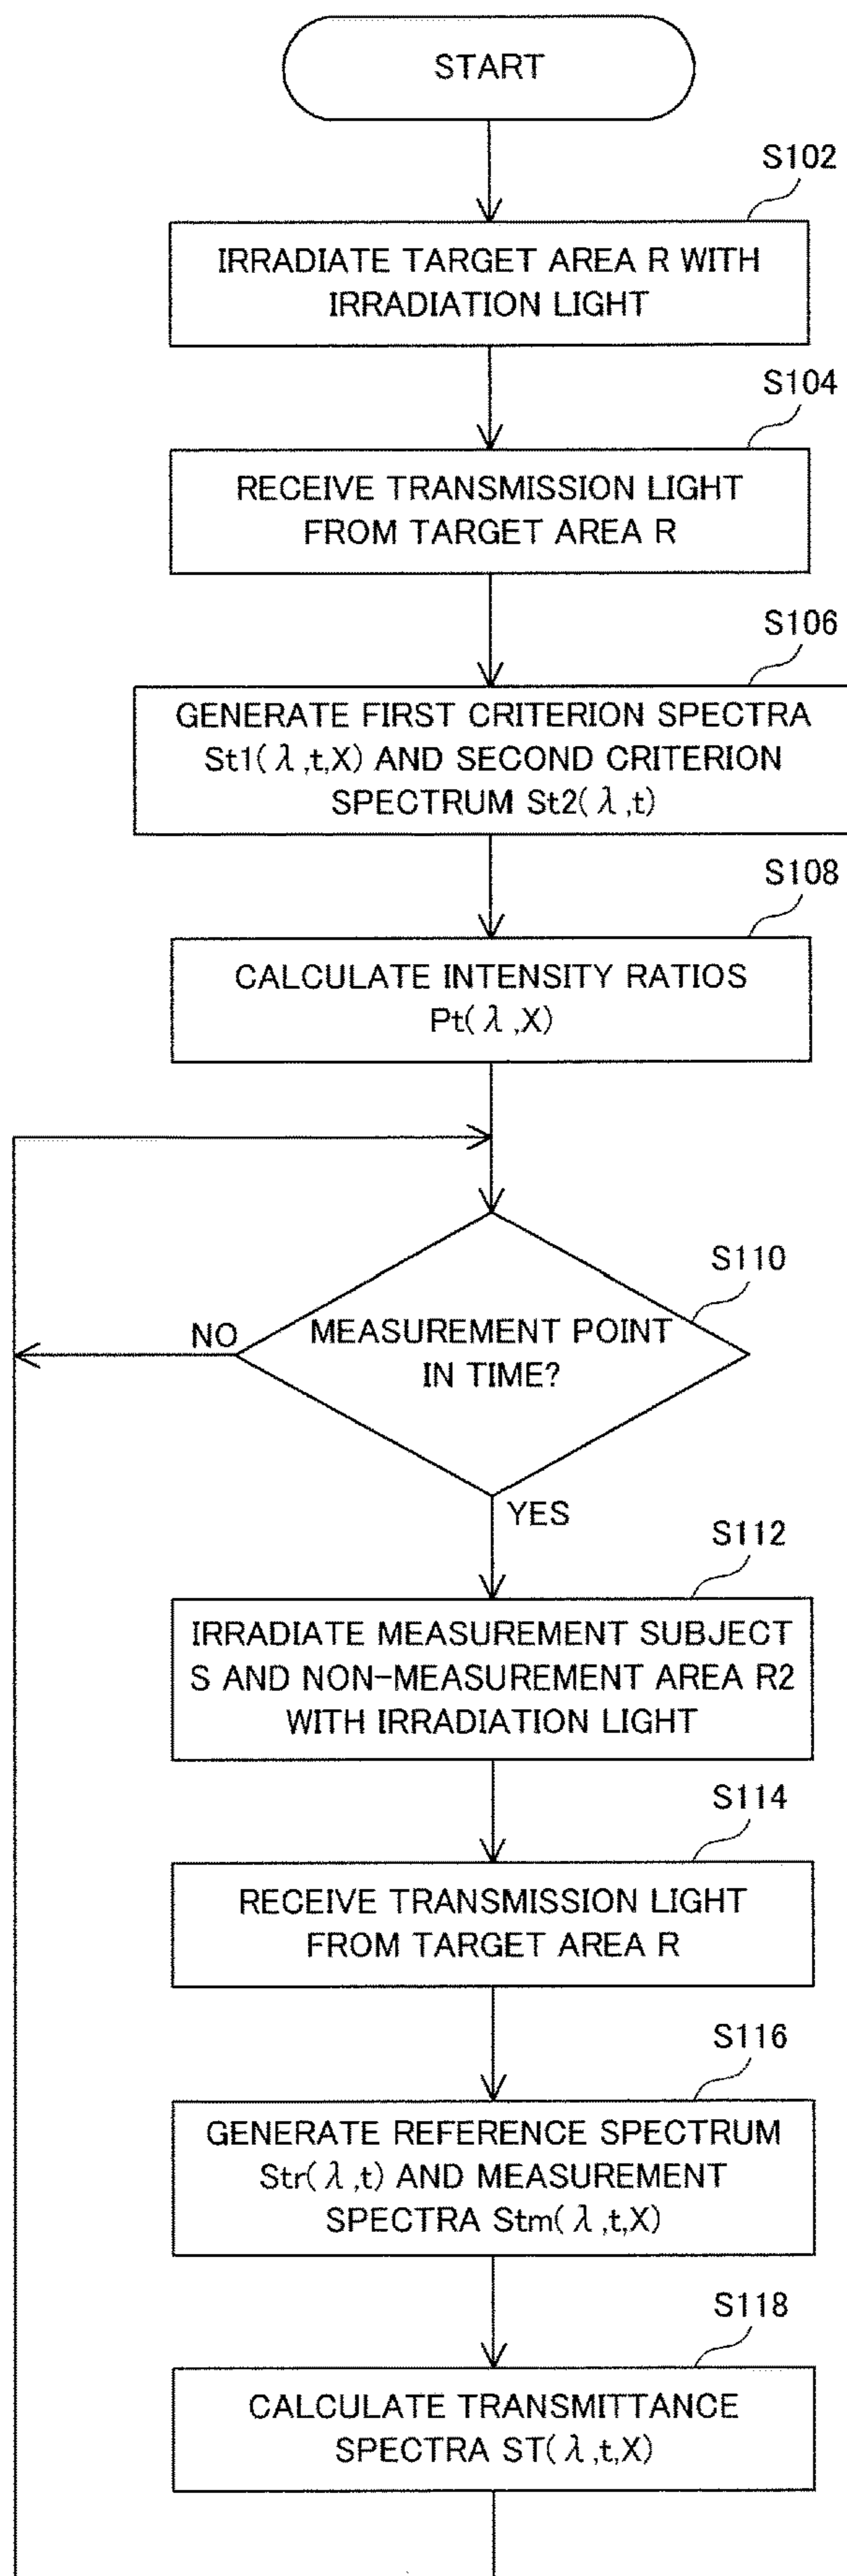 START
S102
IRRADIATE TARGET AREA R WITH
IRRADIATION LIGHT
S104
RECEIVE TRANSMISSION LIGHT
FROM TARGET AREA R
S106
GENERATE FIRST CRITERION SPECTRA
St1(λ,t,X) AND SECOND CRITERION
SPECTRUM St2(λ,t)
S108
CALCULATE INTENSITY RATIOS
Pt(λ,X)
S110
MEASUREMENT POINT
IN TIME?
NO
YES
S112
IRRADIATE MEASUREMENT SUBJECT
S AND NON-MEASUREMENT AREA R2
WITH IRRADIATION LIGHT
S114
RECEIVE TRANSMISSION LIGHT
FROM TARGET AREA R
S116
GENERATE REFERENCE SPECTRUM
Str(λ,t) AND MEASUREMENT
SPECTRA Stm(λ,t,X)
S118
CALCULATE TRANSMITTANCE
SPECTRA ST(λ,t,X)